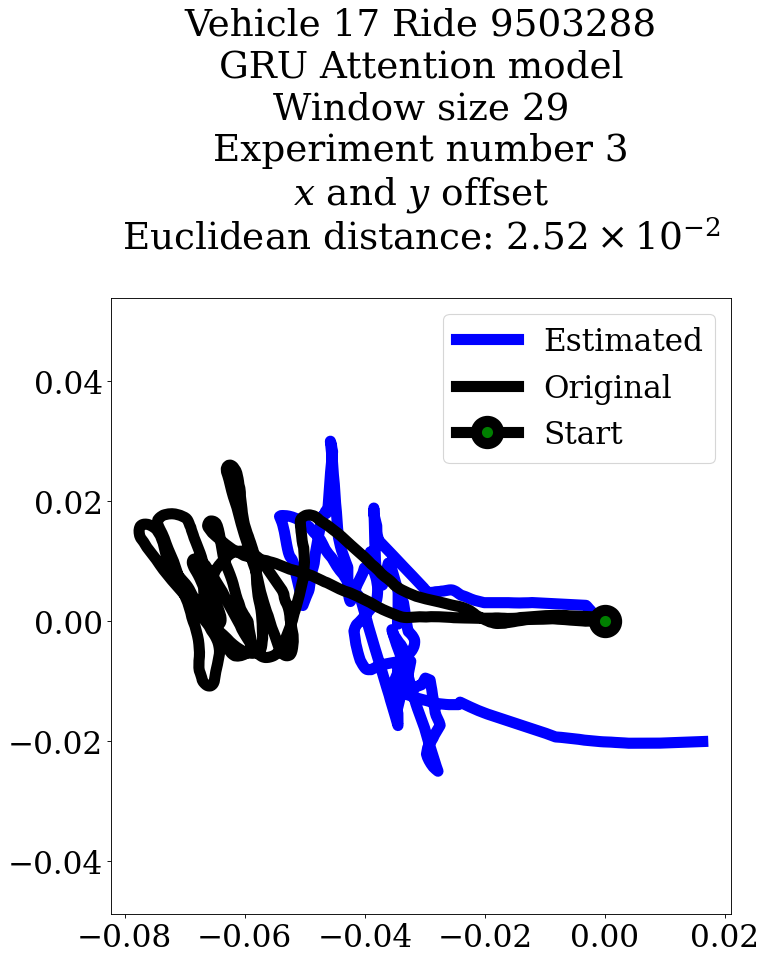 Vehicle 17 Ride 9503288
GRU Attention model
Window size 29
Experiment number 3
x and y offset
Euclidean distance: 2.52 × 10⁻²
Estimated
Original
Start
0.04
0.02
0.00
−0.02
−0.04
−0.08 −0.06 −0.04 −0.02 0.00 0.02